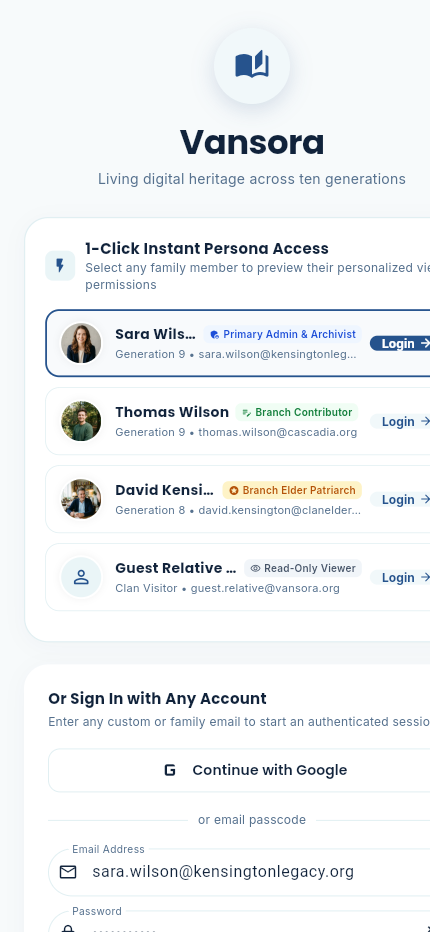 Vansora
Living digital heritage across ten generations
1-Click Instant Persona Access
Select any family member to preview their personalized vie
permissions
Sara Wils... Primary Admin & Archivist
Generation 9 • sara.wilson@kensingtonleg...
Login
Thomas Wilson Branch Contributor
Generation 9 • thomas.wilson@cascadia.org
Login
David Kensi... Branch Elder Patriarch
Generation 8 • david.kensington@clanelder...
Login
Guest Relative ... Read-Only Viewer
Clan Visitor • guest.relative@vansora.org
Login
Or Sign In with Any Account
Enter any custom or family email to start an authenticated sessio
G Continue with Google
or email passcode
Email Address
sara.wilson@kensingtonlegacy.org
Password